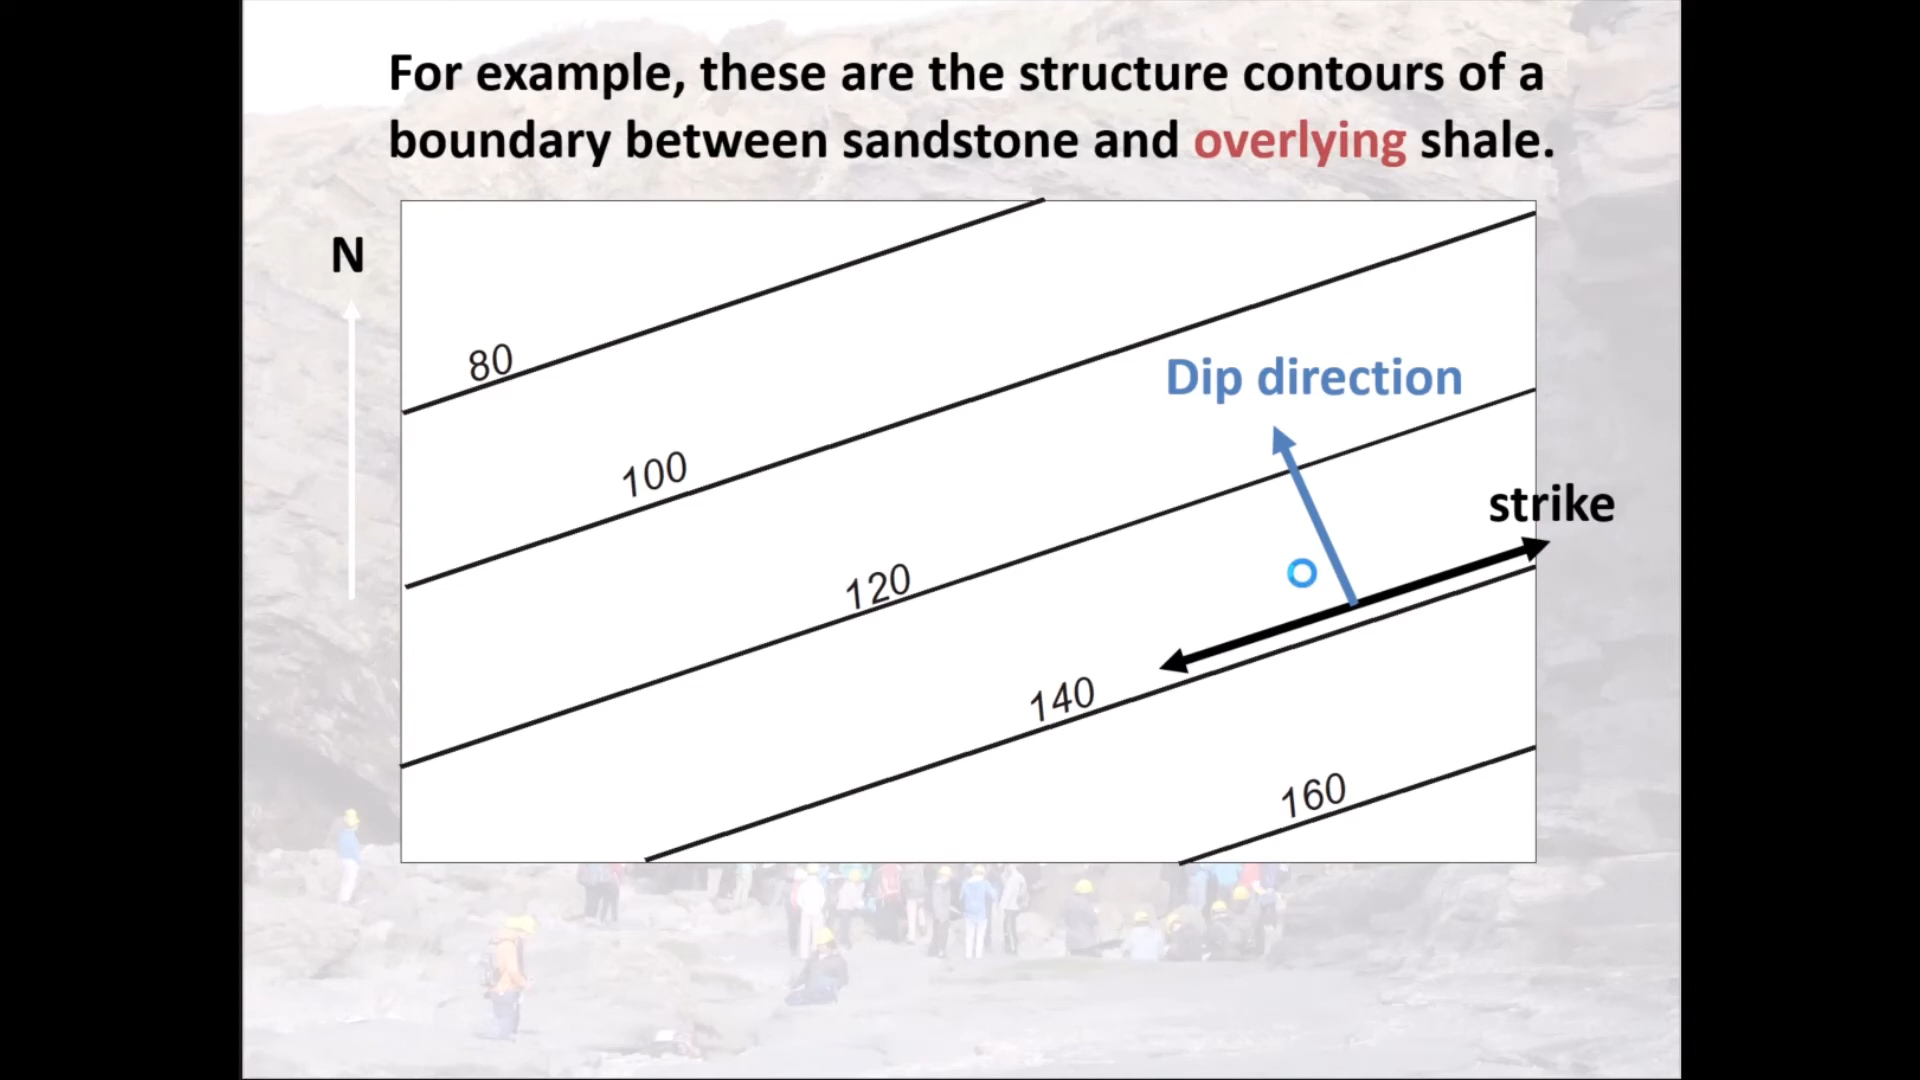 For example, these are the structure contours of a
boundary between sandstone and overlying shale.
N
80
Dip direction
100
strike
120
140
160